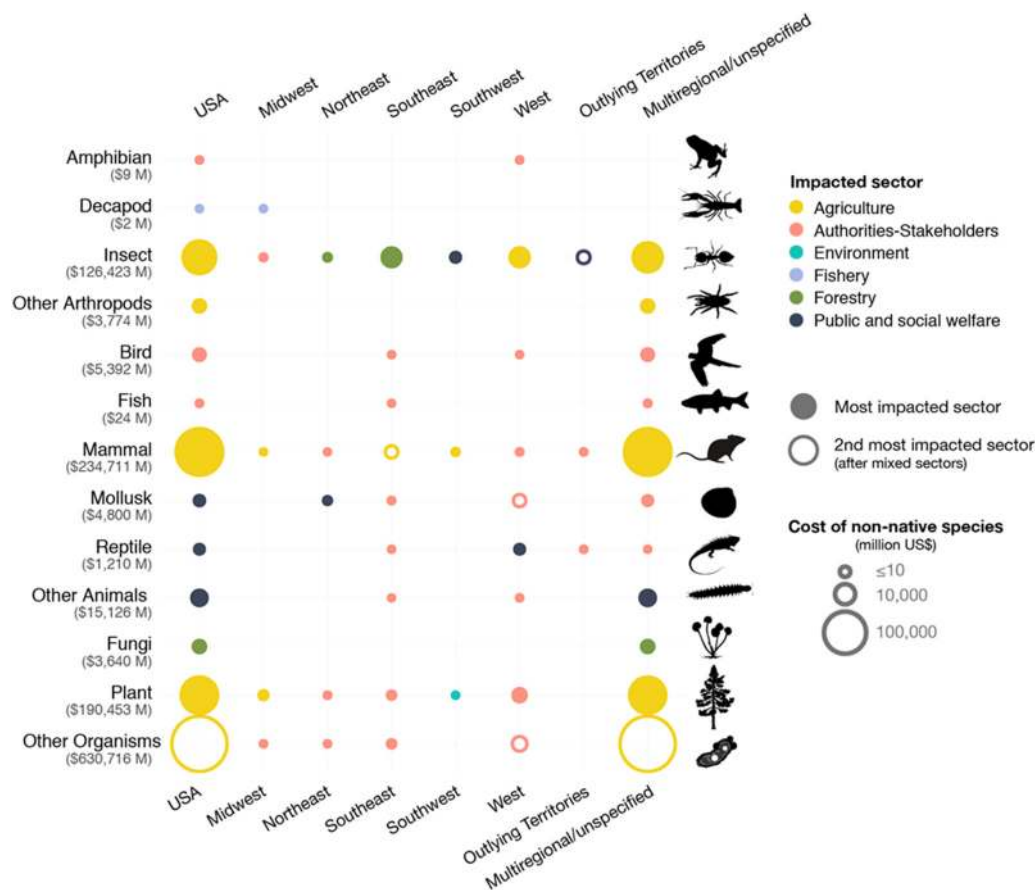 USA
Midwest
Northeast
Southeast
Southwest
West
Outlying Territories
Multiregional/unspecified
Amphibian
($9 M)
Decapod
($2 M)
Insect
($126,423 M)
Other Arthropods
($3,774 M)
Bird
($5,392 M)
Fish
($24 M)
Mammal
($234,711 M)
Mollusk
($4,800 M)
Reptile
($1,210 M)
Other Animals
($15,126 M)
Fungi
($3,640 M)
Plant
($190,453 M)
Other Organisms
($630,716 M)
USA
Midwest
Northeast
Southeast
Southwest
West
Outlying Territories
Multiregional/unspecified
Impacted sector
Agriculture
Authorities-Stakeholders
Environment
Fishery
Forestry
Public and social welfare
Most impacted sector
2nd most impacted sector
(after mixed sectors)
Cost of non-native species
(million US$)
≤10
10,000
100,000